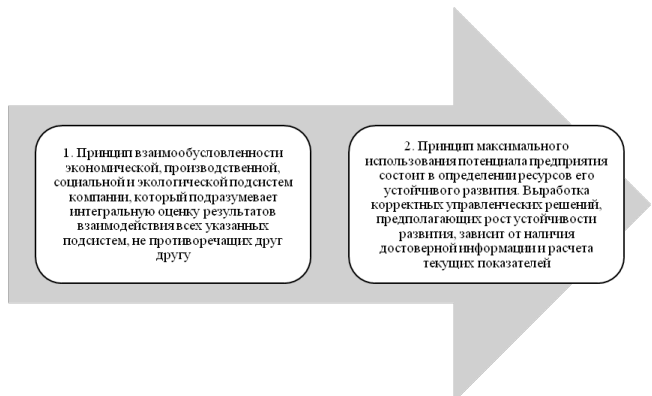 1. Принцип взаимообусловленности
экономической, производственной,
социальной и экологической подсистем
компании, который подразумевает
интегральную оценку результатов
взаимодействия всех указанных
подсистем, не противоречащих друг
другу
2. Принцип максимального
использования потенциала предприятия
состоит в определении ресурсов его
устойчивого развития. Выработка
корректных управленческих решений,
предполагающих рост устойчивости
развития, зависит от наличия
достоверной информации и расчета
текущих показателей